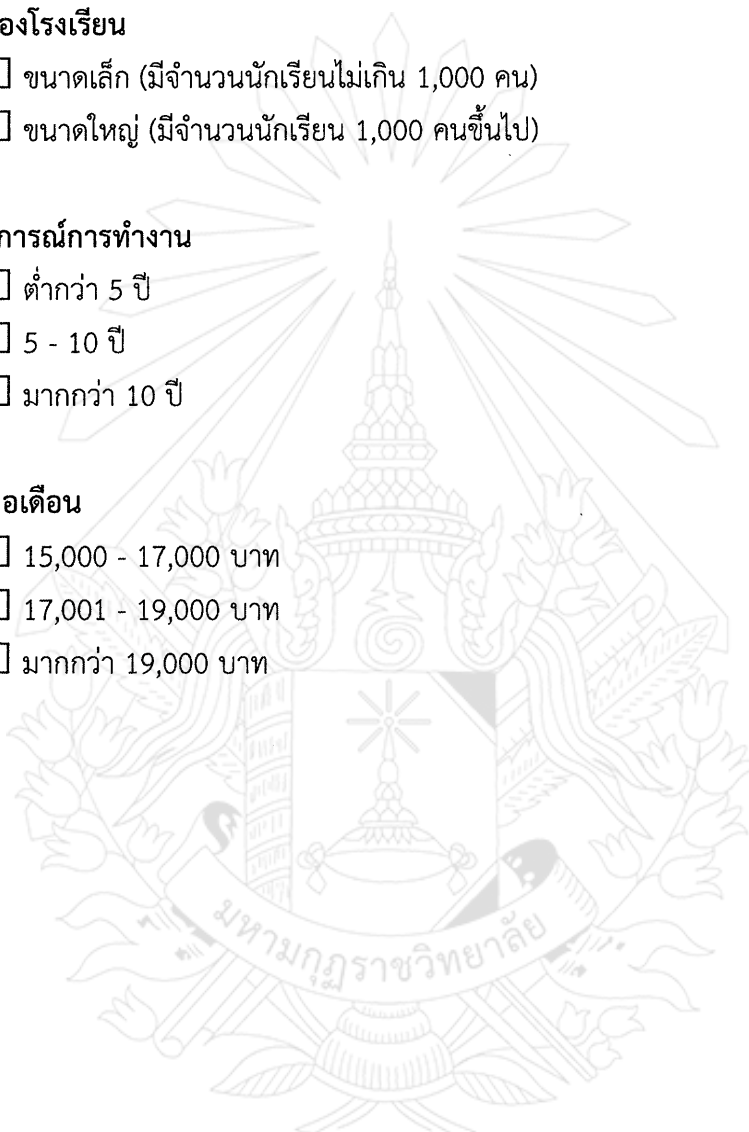 องโรงเรียน
☐ ขนาดเล็ก (มีจำนวนนักเรียนไม่เกิน 1,000 คน)
☐ ขนาดใหญ่ (มีจำนวนนักเรียน 1,000 คนขึ้นไป)
การณ์การทำงาน
☐ ต่ำกว่า 5 ปี
☐ 5 - 10 ปี
☐ มากกว่า 10 ปี
อเดือน
☐ 15,000 - 17,000 บาท
☐ 17,001 - 19,000 บาท
☐ มากกว่า 19,000 บาท
มหามกุฏราชวิทยาลัย